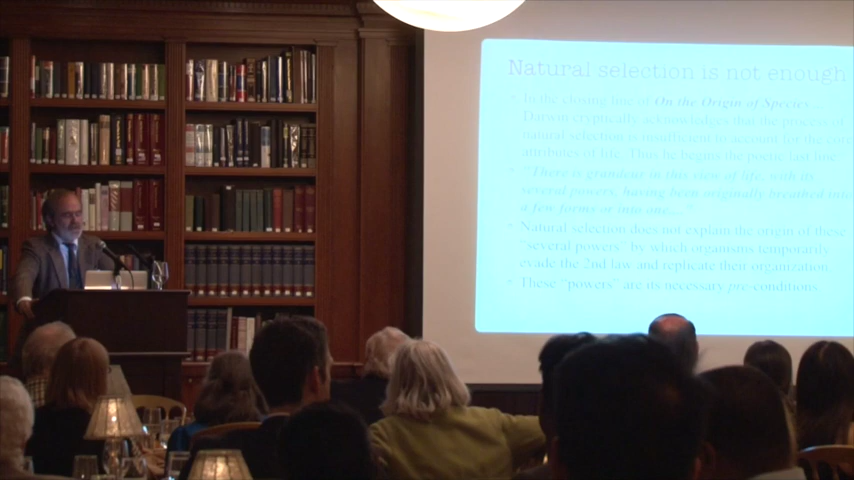 Natural selection is not enough
• In the closing line of On the Origin of Species
Darwin cryptically acknowledges that the process of
natural selection is insufficient to account for the core
attributes of life. Thus he begins the poetic last line
• "There is grandeur in this view of life, with its
several powers, having been originally breathed into
a few forms or into one..."
• Natural selection does not explain the origin of these
"several powers" by which organisms temporarily
evade the 2nd law and replicate their organization
• These "powers" are its necessary pre-conditions